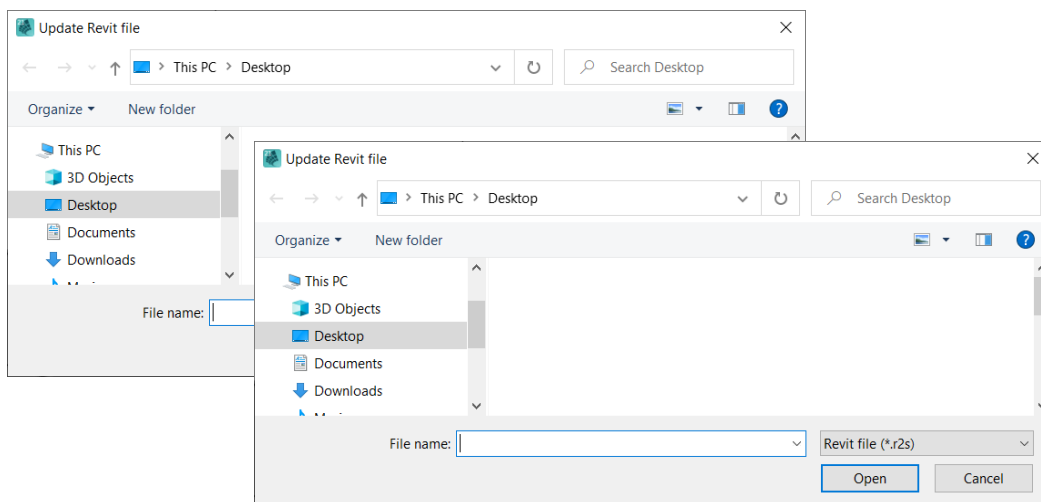 Update Revit file
This PC > Desktop
Search Desktop
Organize
New folder
This PC
3D Objects
Desktop
Documents
Downloads
File name:
Update Revit file
This PC > Desktop
Search Desktop
Organize
New folder
This PC
3D Objects
Desktop
Documents
Downloads
File name:
Revit file (*.r2s)
Open
Cancel